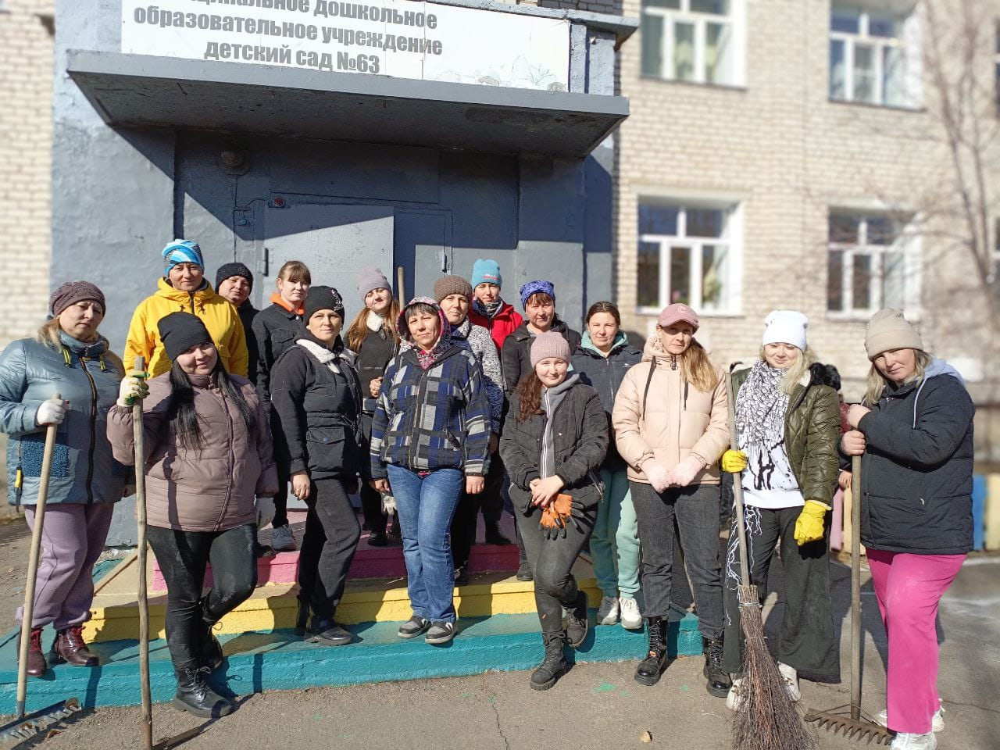 дошкольное
образовательное учреждение
детский сад №63